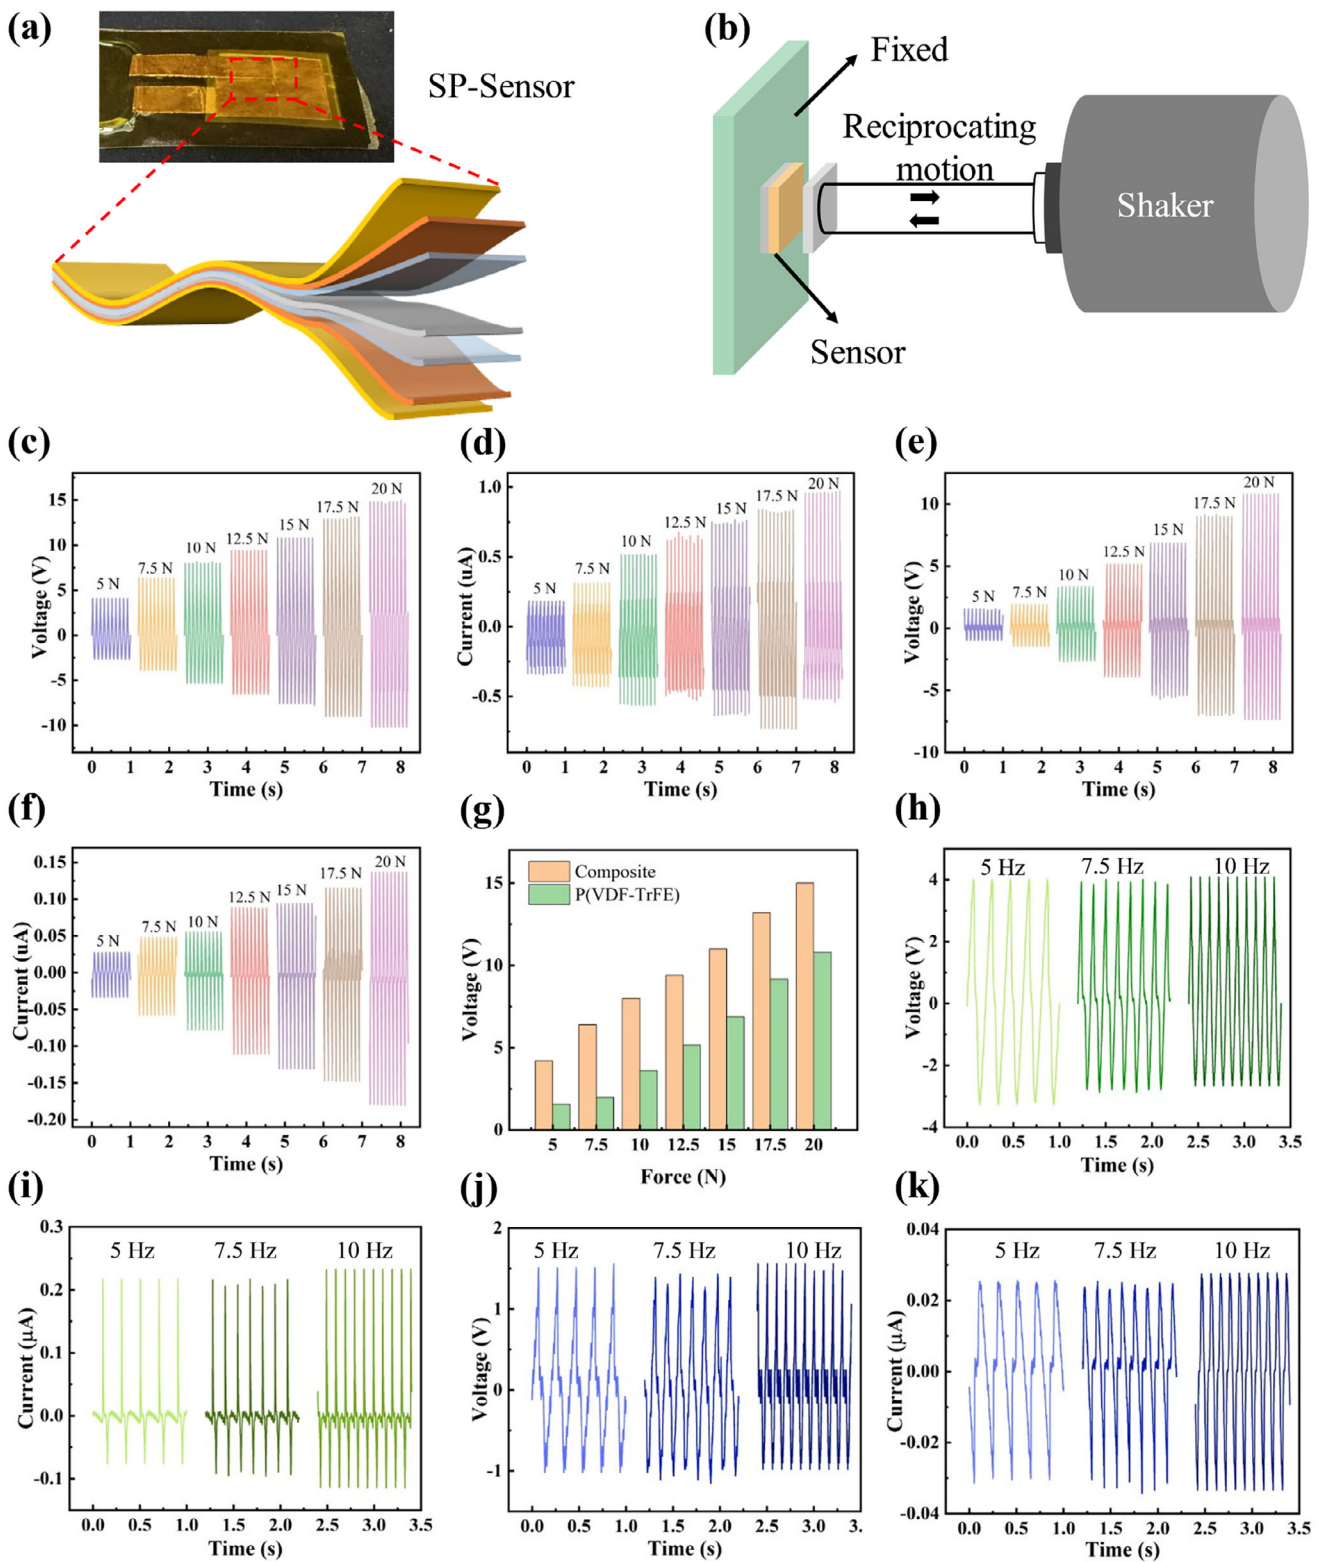 (a)
SP-Sensor
(b)
Fixed
Reciprocating
motion
Shaker
Sensor
(c)
Voltage (V)
15
10
5
0
-5
-10
5 N
7.5 N
10 N
12.5 N
15 N
17.5 N
20 N
0 1 2 3 4 5 6 7 8
Time (s)
(d)
Current (uA)
1.0
0.5
0.0
-0.5
5 N
7.5 N
10 N
12.5 N
15 N
17.5 N
20 N
0 1 2 3 4 5 6 7 8
Time (s)
(e)
Voltage (V)
10
5
0
-5
-10
5 N
7.5 N
10 N
12.5 N
15 N
17.5 N
20 N
0 1 2 3 4 5 6 7 8
Time (s)
(f)
Current (uA)
0.15
0.10
0.05
0.00
-0.05
-0.10
-0.15
-0.20
5 N
7.5 N
10 N
12.5 N
15 N
17.5 N
20 N
0 1 2 3 4 5 6 7 8
Time (s)
(g)
Composite
P(VDF-TrFE)
Voltage (V)
15
10
5
0
5 7.5 10 12.5 15 17.5 20
Force (N)
(h)
Voltage (V)
4
2
0
-2
-4
5 Hz
7.5 Hz
10 Hz
0.0 0.5 1.0 1.5 2.0 2.5 3.0 3.5
Time (s)
(i)
Current (μA)
0.3
0.2
0.1
0.0
-0.1
5 Hz
7.5 Hz
10 Hz
0.0 0.5 1.0 1.5 2.0 2.5 3.0 3.5
Time (s)
(j)
Voltage (V)
2
1
0
-1
5 Hz
7.5 Hz
10 Hz
0.0 0.5 1.0 1.5 2.0 2.5 3.0 3.
Time (s)
(k)
Current (μA)
0.04
0.02
0.00
-0.02
-0.04
5 Hz
7.5 Hz
10 Hz
0.0 0.5 1.0 1.5 2.0 2.5 3.0 3.5
Time (s)